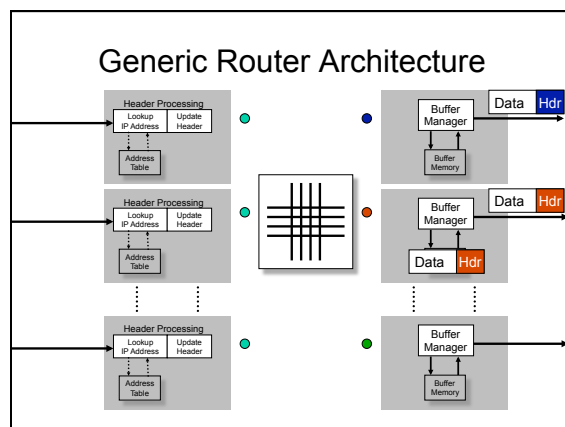 Generic Router Architecture
Header Processing
Lookup
IP Address
Update
Header
Address
Table
Buffer
Manager
Buffer
Memory
Data Hdr
Header Processing
Lookup
IP Address
Update
Header
Address
Table
Buffer
Manager
Data Hdr
Data Hdr
Header Processing
Lookup
IP Address
Update
Header
Address
Table
Buffer
Manager
Buffer
Memory